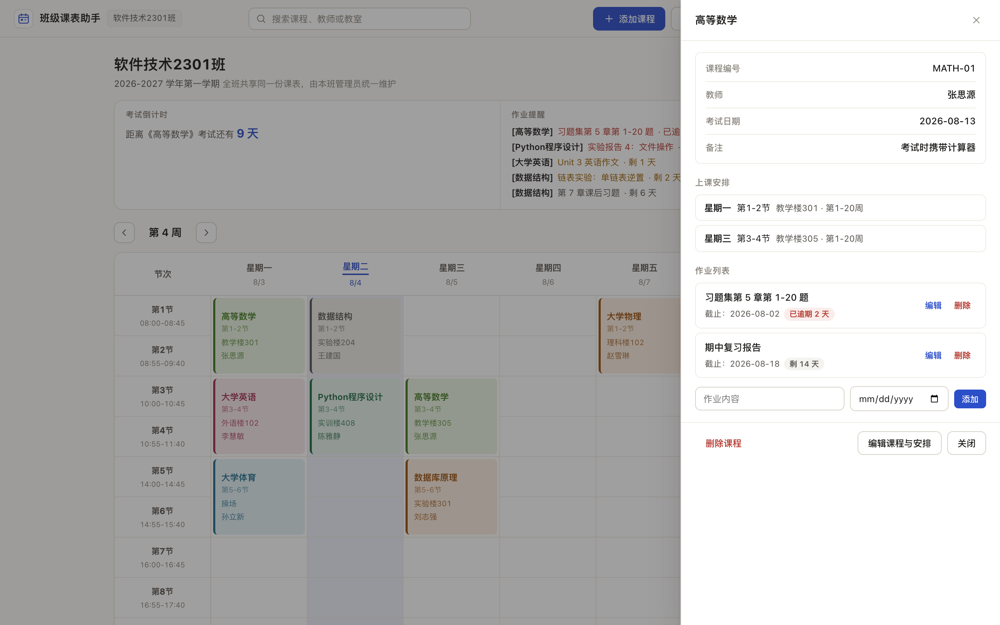 班级课表助手
软件技术2301班
搜索课程、教师或教室
添加课程
软件技术2301班
2026-2027 学年第一学期 全班共享同一份课表，由本班管理员统一维护
考试倒计时
距离《高等数学》考试还有 9 天
作业提醒
[高等数学] 习题集第 5 章第 1-20 题 · 已逾
[Python程序设计] 实验报告 4：文件操作 ·
[大学英语] Unit 3 英语作文 · 剩 1 天
[数据结构] 链表实验：单链表逆置 · 剩 2 天
[数据结构] 第 7 章课后习题 · 剩 6 天
第 4 周
节次
星期一
8/3
星期二
8/4
星期三
8/5
星期四
8/6
星期五
8/7
第1节
08:00-08:45
第2节
08:55-09:40
高等数学
第1-2节
教学楼301
张思源
数据结构
第1-2节
实验楼204
王建国
大学物理
第1-2节
理科楼102
赵雪琳
第3节
10:00-10:45
第4节
10:55-11:40
大学英语
第3-4节
外语楼102
李慧敏
Python程序设计
第3-4节
实训楼408
陈雅静
高等数学
第3-4节
教学楼305
张思源
第5节
14:00-14:45
第6节
14:55-15:40
大学体育
第5-6节
操场
孙立新
数据库原理
第5-6节
实验楼301
刘志强
第7节
16:00-16:45
第8节
16:55-17:40
高等数学
课程编号 MATH-01
教师 张思源
考试日期 2026-08-13
备注 考试时携带计算器
上课安排
星期一 第1-2节 教学楼301 · 第1-20周
星期三 第3-4节 教学楼305 · 第1-20周
作业列表
习题集第 5 章第 1-20 题
截止：2026-08-02 已逾期 2 天
编辑 删除
期中复习报告
截止：2026-08-18 剩 14 天
编辑 删除
作业内容 mm/dd/yyyy 添加
删除课程 编辑课程与安排 关闭